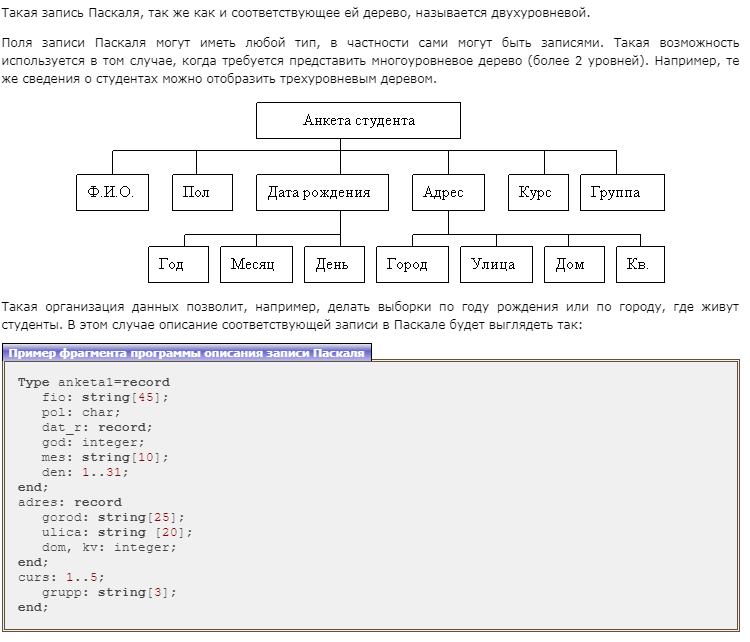 Такая запись Паскаля, так же как и соответствующее ей дерево, называется двухуровневой.
Поля записи Паскаля могут иметь любой тип, в частности сами могут быть записями. Такая возможность
используется в том случае, когда требуется представить многоуровневое дерево (более 2 уровней). Например, те
же сведения о студентах можно отобразить трехуровневым деревом.
Анкета студента
Ф.И.О. Пол Дата рождения Адрес Курс Группа
Год Месяц День Город Улица Дом Кв.
Такая организация данных позволит, например, делать выборки по году рождения или по городу, где живут
студенты. В этом случае описание соответствующей записи в Паскале будет выглядеть так:
Пример фрагмента программы описания записи Паскаля
Type anketa1=record
fio: string[45];
pol: char;
dat_r: record;
god: integer;
mes: string[10];
den: 1..31;
end;
adres: record
gorod: string[25];
ulica: string [20];
dom, kv: integer;
end;
curs: 1..5;
grupp: string[3];
end;